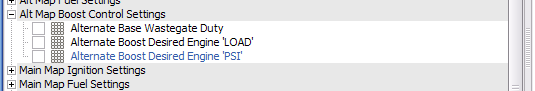 Alt Map Fuel Settings
Alt Map Boost Control Settings
Alternate Base Wastegate Duty
Alternate Boost Desired Engine 'LOAD'
Alternate Boost Desired Engine 'PSI'
Main Map Ignition Settings
Main Map Fuel Settings